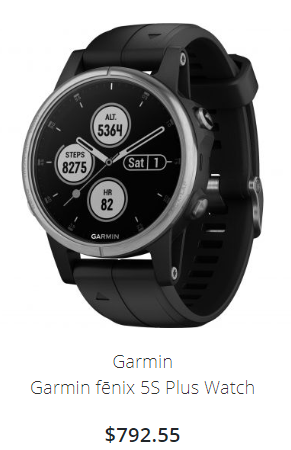 ALT.
5364
STEPS
8275
Sat 1
HR
82
GARMIN
Garmin
Garmin fēnix 5S Plus Watch
$792.55